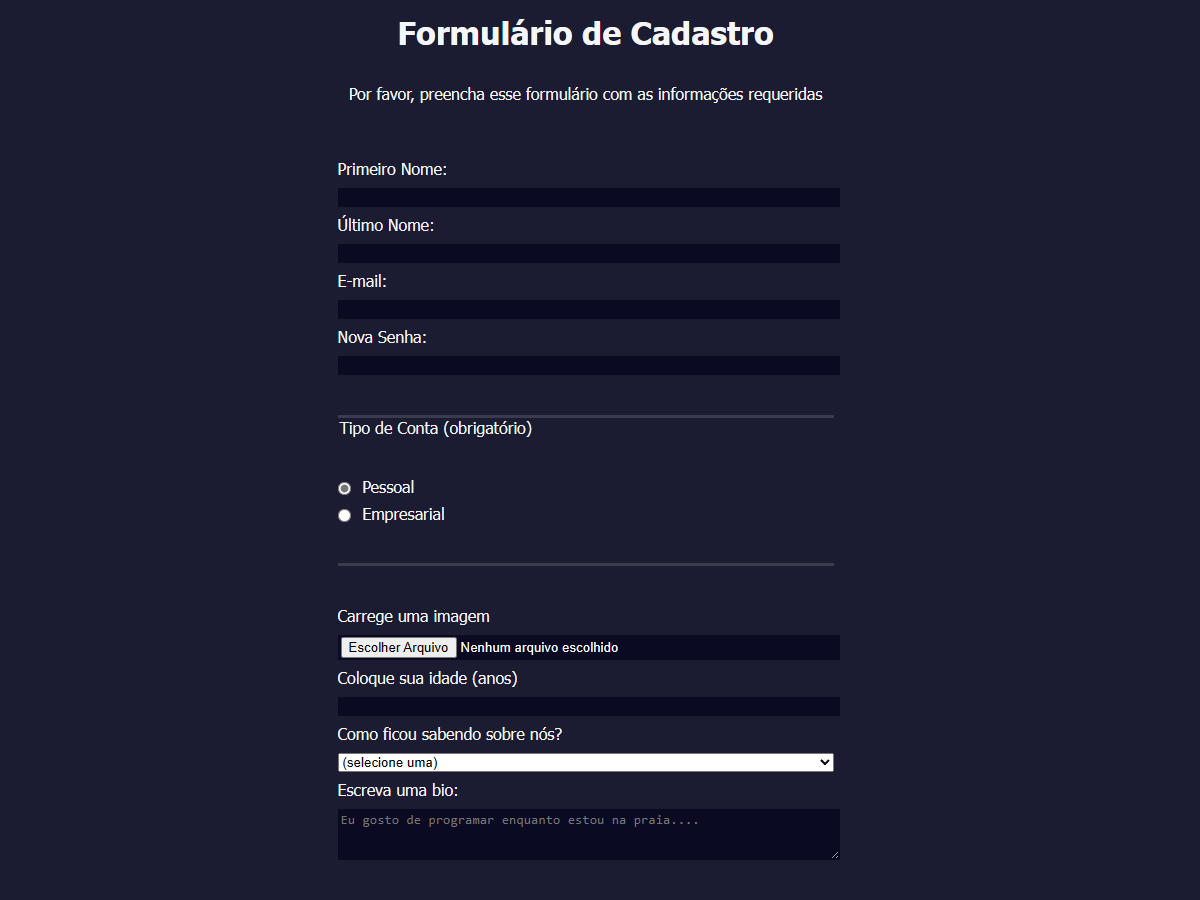 Formulário de Cadastro
Por favor, preencha esse formulário com as informações requeridas
Primeiro Nome:
Último Nome:
E-mail:
Nova Senha:
Tipo de Conta (obrigatório)
Pessoal
Empresarial
Carrege uma imagem
Escolher Arquivo Nenhum arquivo escolhido
Coloque sua idade (anos)
Como ficou sabendo sobre nós?
(selecione uma)
Escreva uma bio:
Eu gosto de programar enquanto estou na praia....